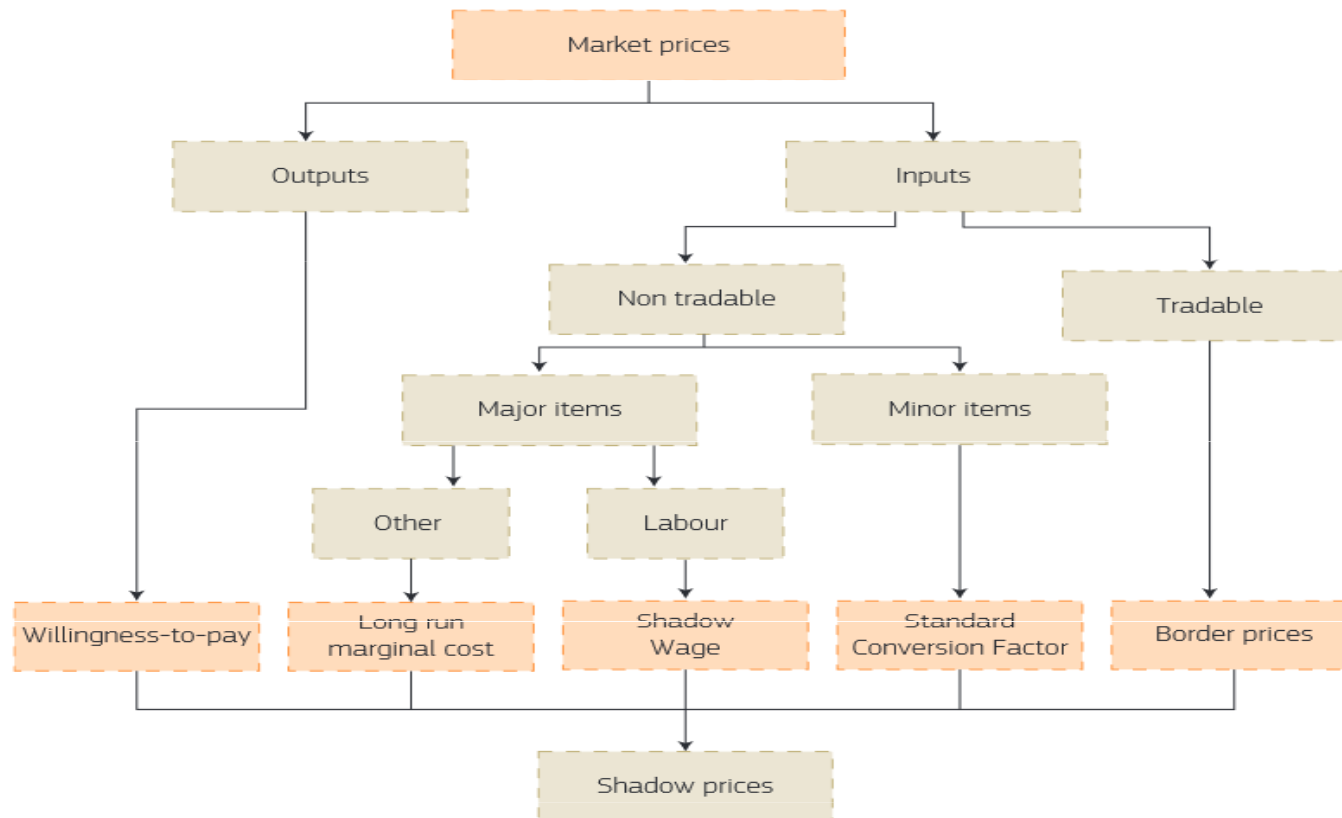 Market prices
Outputs
Inputs
Non tradable
Tradable
Major items
Minor items
Other
Labour
Willingness-to-pay
Long run
marginal cost
Shadow
Wage
Standard
Conversion Factor
Border prices
Shadow prices